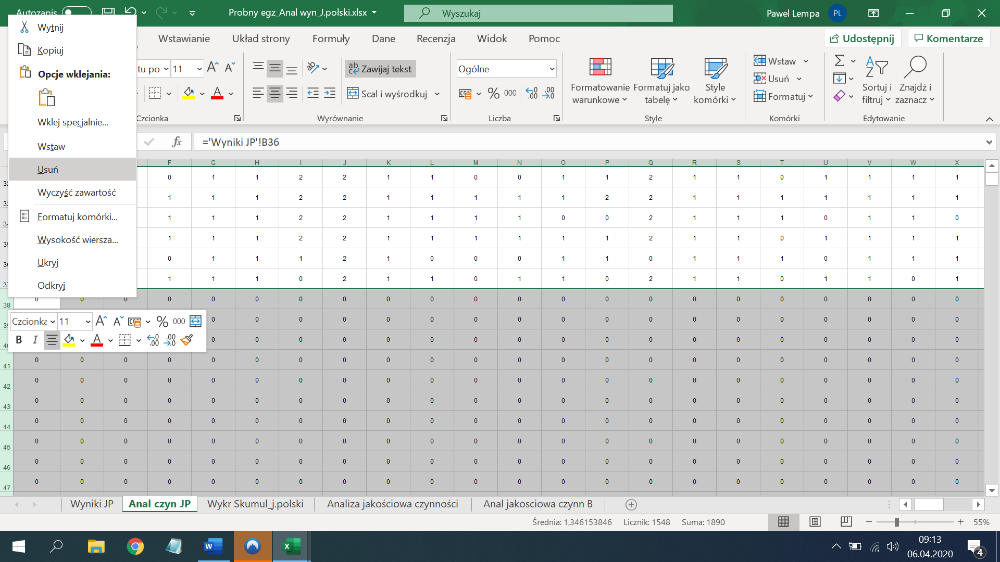 Autozapis
Probny egz_Anal wyn_J.polski.xlsx
Wyszukaj
Pawel Lempa
PL
Wstawianie Układ strony Formuły Dane Recenzja Widok Pomoc
Udostępnij
Komentarze
Wytnij
Kopiuj
Opcje wklejania:
Wklej specjalnie...
Wstaw
Usuń
Wyczyść zawartość
Formatuj komórki...
Wysokość wiersza...
Ukryj
Odkryj
tu po 11
Czcionka
Zawijaj tekst
Scal i wyśrodkuj
Wyrównanie
Ogólne
% 000
Liczba
Formatowanie warunkowe
Formatuj jako tabelę
Style komórki
Style
Wstaw
Usuń
Formatuj
Komórki
Sortuj i filtruj
Znajdź i zaznacz
Edytowanie
fx ='Wyniki JP'!B36
F G H I J K L M N O P Q R S T U V W X
32 0 1 1 2 2 1 1 0 0 1 1 2 1 1 0 1 1 1 1
33 1 1 1 2 2 1 1 1 1 1 2 2 1 1 1 1 1 1 1
34 1 1 1 2 2 1 1 1 1 0 0 2 1 1 1 0 1 1 0
35 1 1 1 2 2 1 1 1 1 1 1 2 1 1 0 1 1 1 1
36 0 1 1 1 2 1 0 0 0 1 1 0 1 1 1 0 1 1 1
37 1 1 1 0 2 1 1 0 1 1 0 2 1 1 0 1 1 0 1
38 0 0 0 0 0 0 0 0 0 0 0 0 0 0 0 0 0 0 0 0 0 0
39 0 0 0 0 0 0 0 0 0 0 0 0 0 0 0 0 0 0
40 0 0 0 0 0 0 0 0 0 0 0 0 0 0 0 0 0 0
Czcionka 11 % 000
B I A
41 0 0 0 0 0 0 0 0 0 0 0 0 0 0 0 0 0 0 0 0 0 0
42 0 0 0 0 0 0 0 0 0 0 0 0 0 0 0 0 0 0 0 0 0 0
43 0 0 0 0 0 0 0 0 0 0 0 0 0 0 0 0 0 0 0 0 0 0
44 0 0 0 0 0 0 0 0 0 0 0 0 0 0 0 0 0 0 0 0 0 0
45 0 0 0 0 0 0 0 0 0 0 0 0 0 0 0 0 0 0 0 0 0 0
46 0 0 0 0 0 0 0 0 0 0 0 0 0 0 0 0 0 0 0 0 0 0
47 0 0 0 0 0 0 0 0 0 0 0 0 0 0 0 0 0 0 0 0 0 0
Wyniki JP Anal czyn JP Wykr Skumul_j.polski Analiza jakościowa czynności Anal jakosciowa czynn B
Średnia: 1,346153846 Licznik: 1548 Suma: 1890
55%
09:13
06.04.2020
4